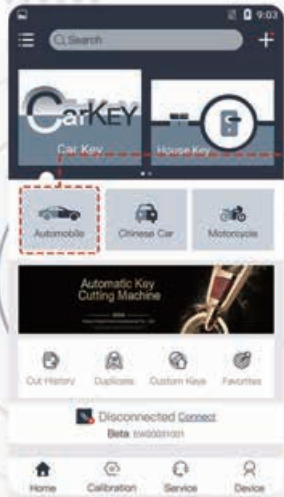 9:03
Search
CarKEY
Car Key
House Key
Automobile
Chinese Car
Motorcycle
Automatic Key
Cutting Machine
Cut History
Duplicate
Custom Keys
Favorites
Disconnected Connect
Beta
Home
Calibration
Service
Device